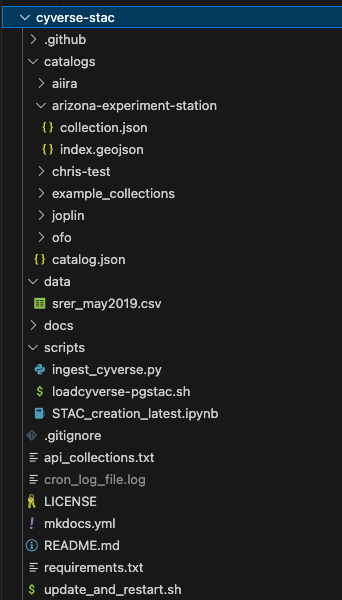 cyverse-stac
.github
catalogs
aiira
arizona-experiment-station
{} collection.json
{} index.geojson
chris-test
example_collections
joplin
ofo
{} catalog.json
data
srer_may2019.csv
docs
scripts
ingest_cyverse.py
$ loadcyverse-pgstac.sh
STAC_creation_latest.ipynb
.gitignore
api_collections.txt
cron_log_file.log
LICENSE
! mkdocs.yml
README.md
requirements.txt
$ update_and_restart.sh